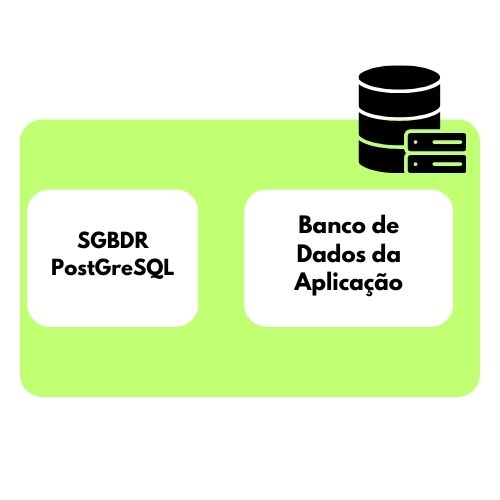 SGBDR
PostGreSQL
Banco de
Dados da
Aplicação